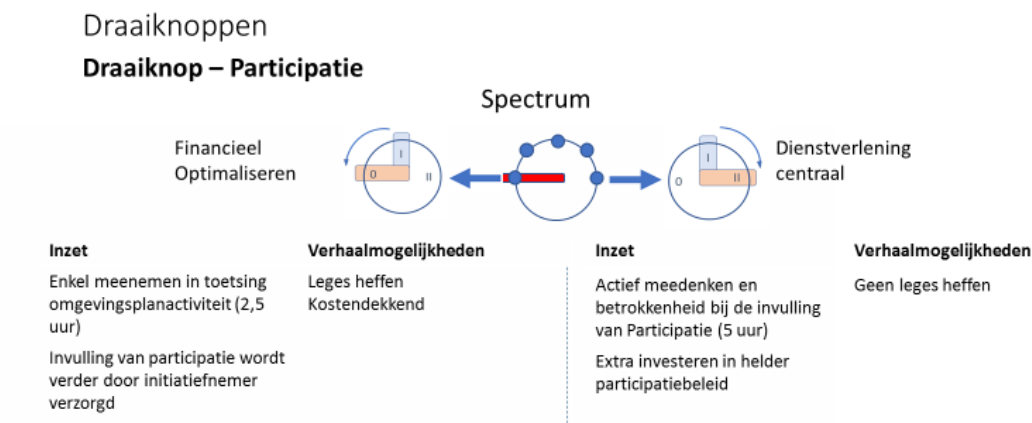 Draaiknoppen
Draaiknop – Participatie
Spectrum
Financieel
Optimaliseren
I
0
II
I
0
II
Dienstverlening
centraal
Inzet
Enkel meenemen in toetsing
omgevingsplanactiviteit (2,5
uur)
Invulling van participatie wordt
verder door initiatiefnemer
verzorgd
Verhaalmogelijkheden
Leges heffen
Kostendekkend
Inzet
Actief meedenken en
betrokkenheid bij de invulling
van Participatie (5 uur)
Extra investeren in helder
participatiebeleid
Verhaalmogelijkheden
Geen leges heffen